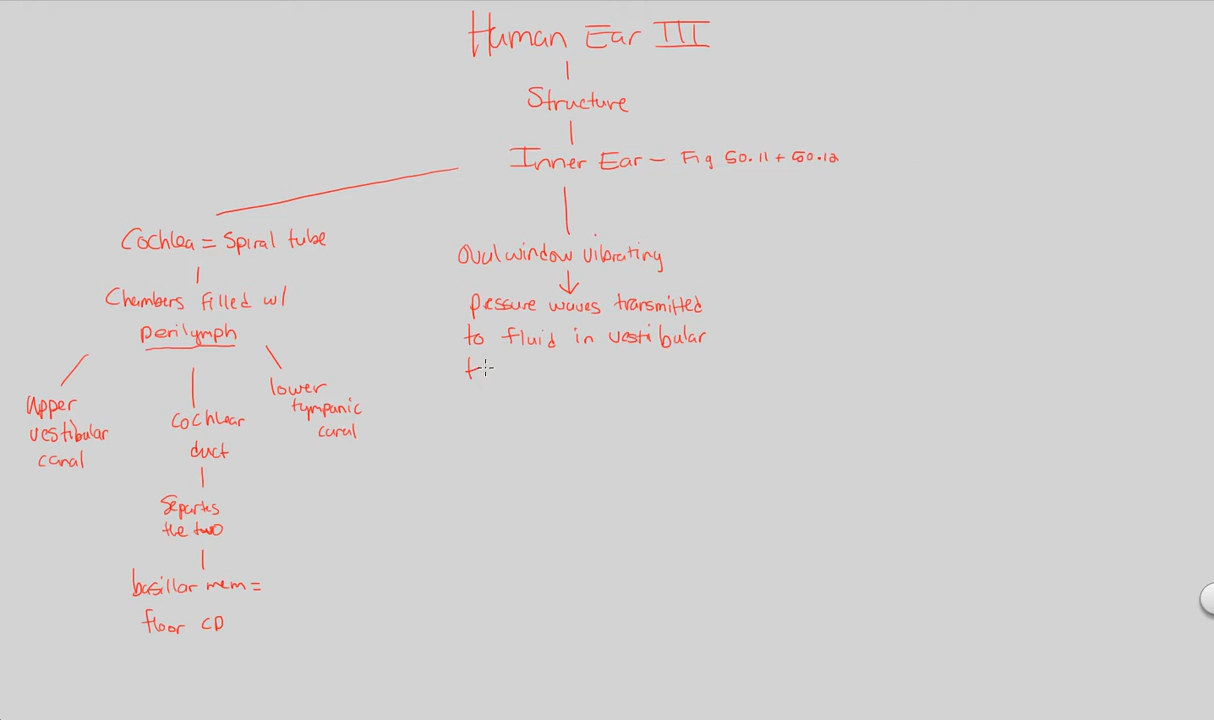 Human Ear III
Structure
Inner Ear - Fig 50.11 + 50.12
Cochlea = Spiral tube
Chambers filled w/
perilymph
Upper
vestibular
canal
cochlear
duct
Separtes
the two
basillar mem =
floor CD
lower
tympanic
canal
Oval window vibrating
pressure waves transmitted
to fluid in vestibular
t